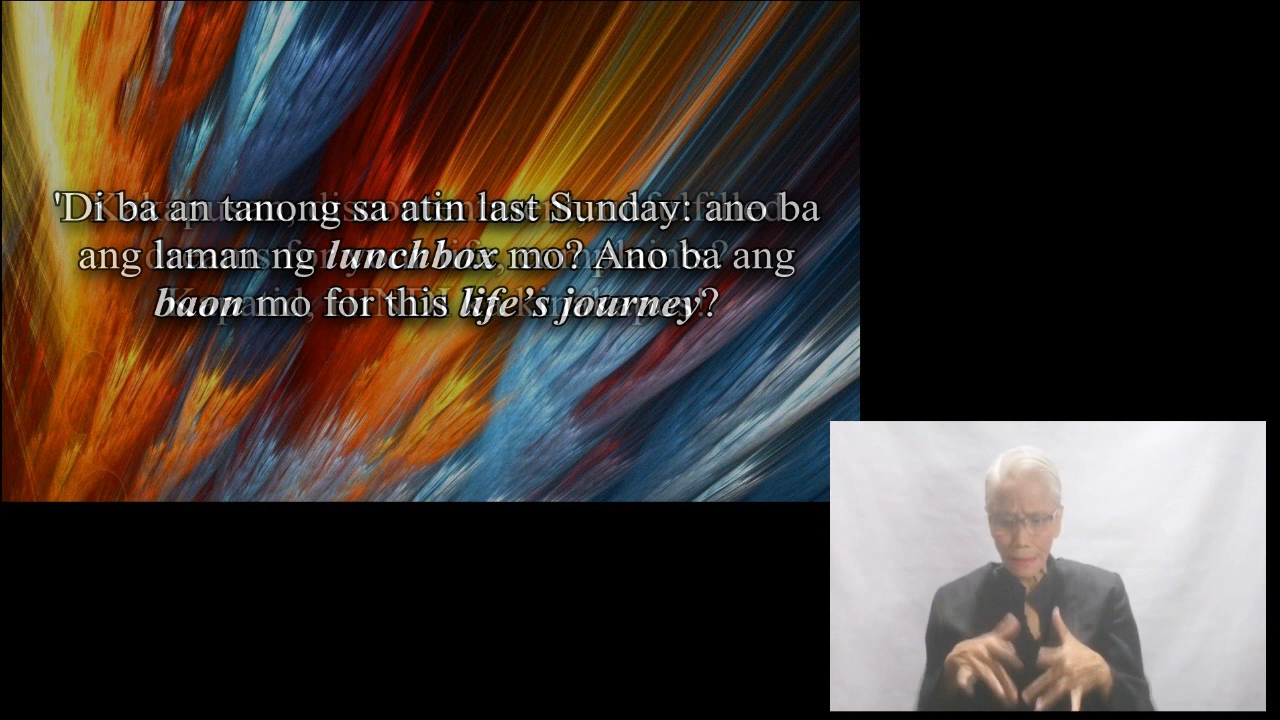 'Di ba an tanong sa atin last Sunday: ano ba
ang laman ng lunchbox mo? Ano ba ang
baon mo for this life’s journey?